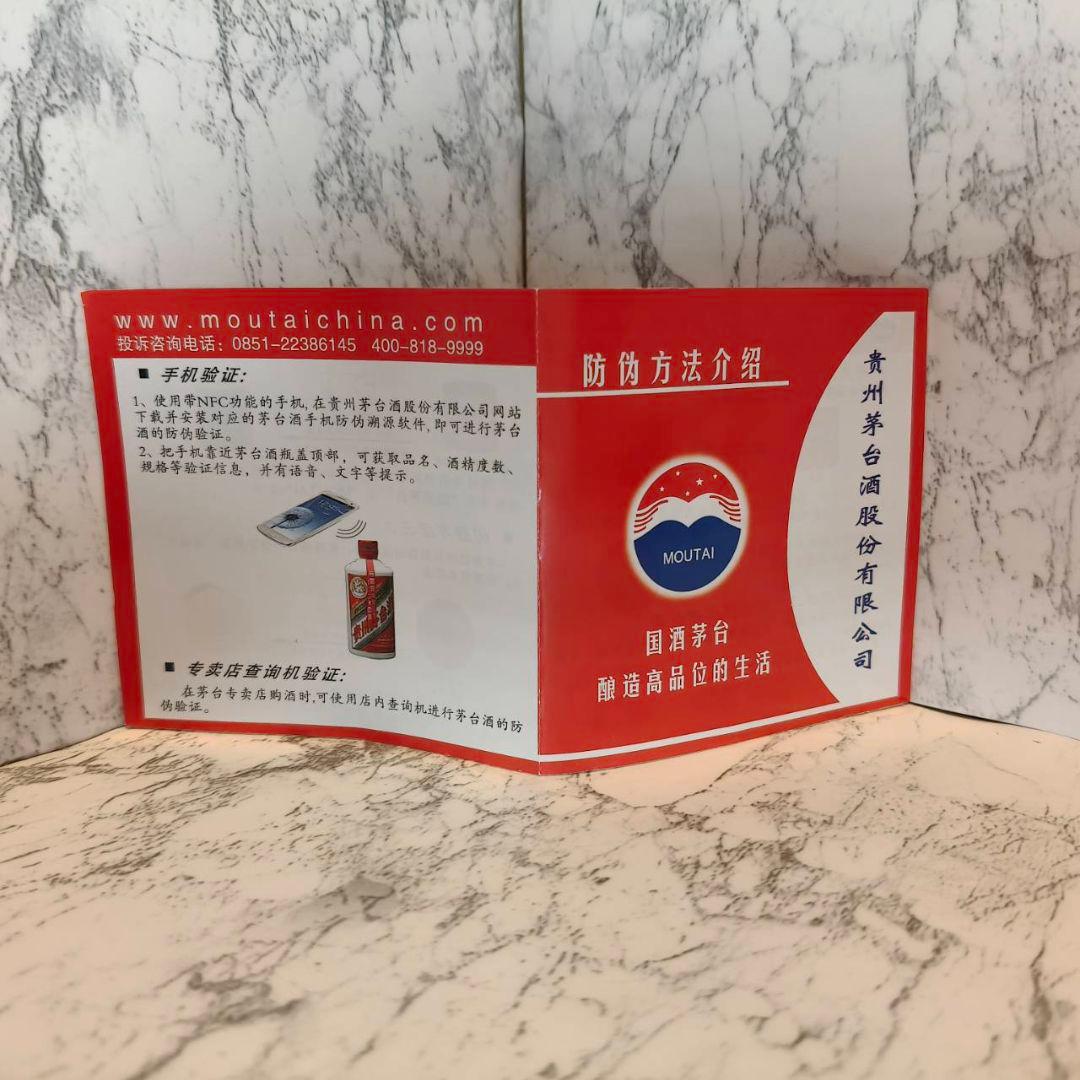 www.moutaichina.com
投诉咨询电话：0851-22386145 400-818-9999
■ 手机验证：
1、使用带NFC功能的手机,在贵州茅台酒股份有限公司网站
下载并安装对应的茅台酒手机防伪溯源软件,即可进行茅台
酒的防伪验证。
2、把手机靠近茅台酒瓶盖顶部，可获取品名、酒精度数、
规格等验证信息，并有语音、文字等提示。
■ 专卖店查询机验证：
在茅台专卖店购酒时,可使用店内查询机进行茅台酒的防
伪验证。
防伪方法介绍
MOUTAI
国酒茅台
酿造高品位的生活
贵州茅台酒股份有限公司